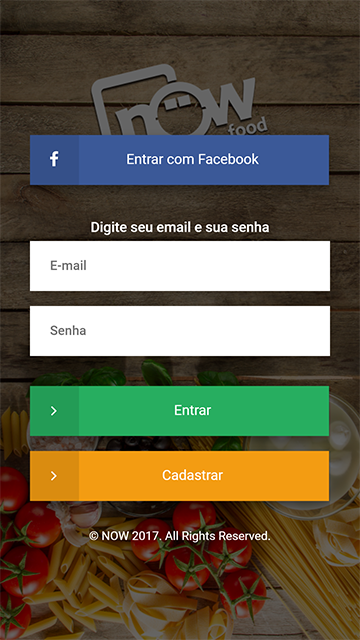 now
food
Entrar com Facebook
Digite seu email e sua senha
E-mail
Senha
Entrar
Cadastrar
© NOW 2017. All Rights Reserved.